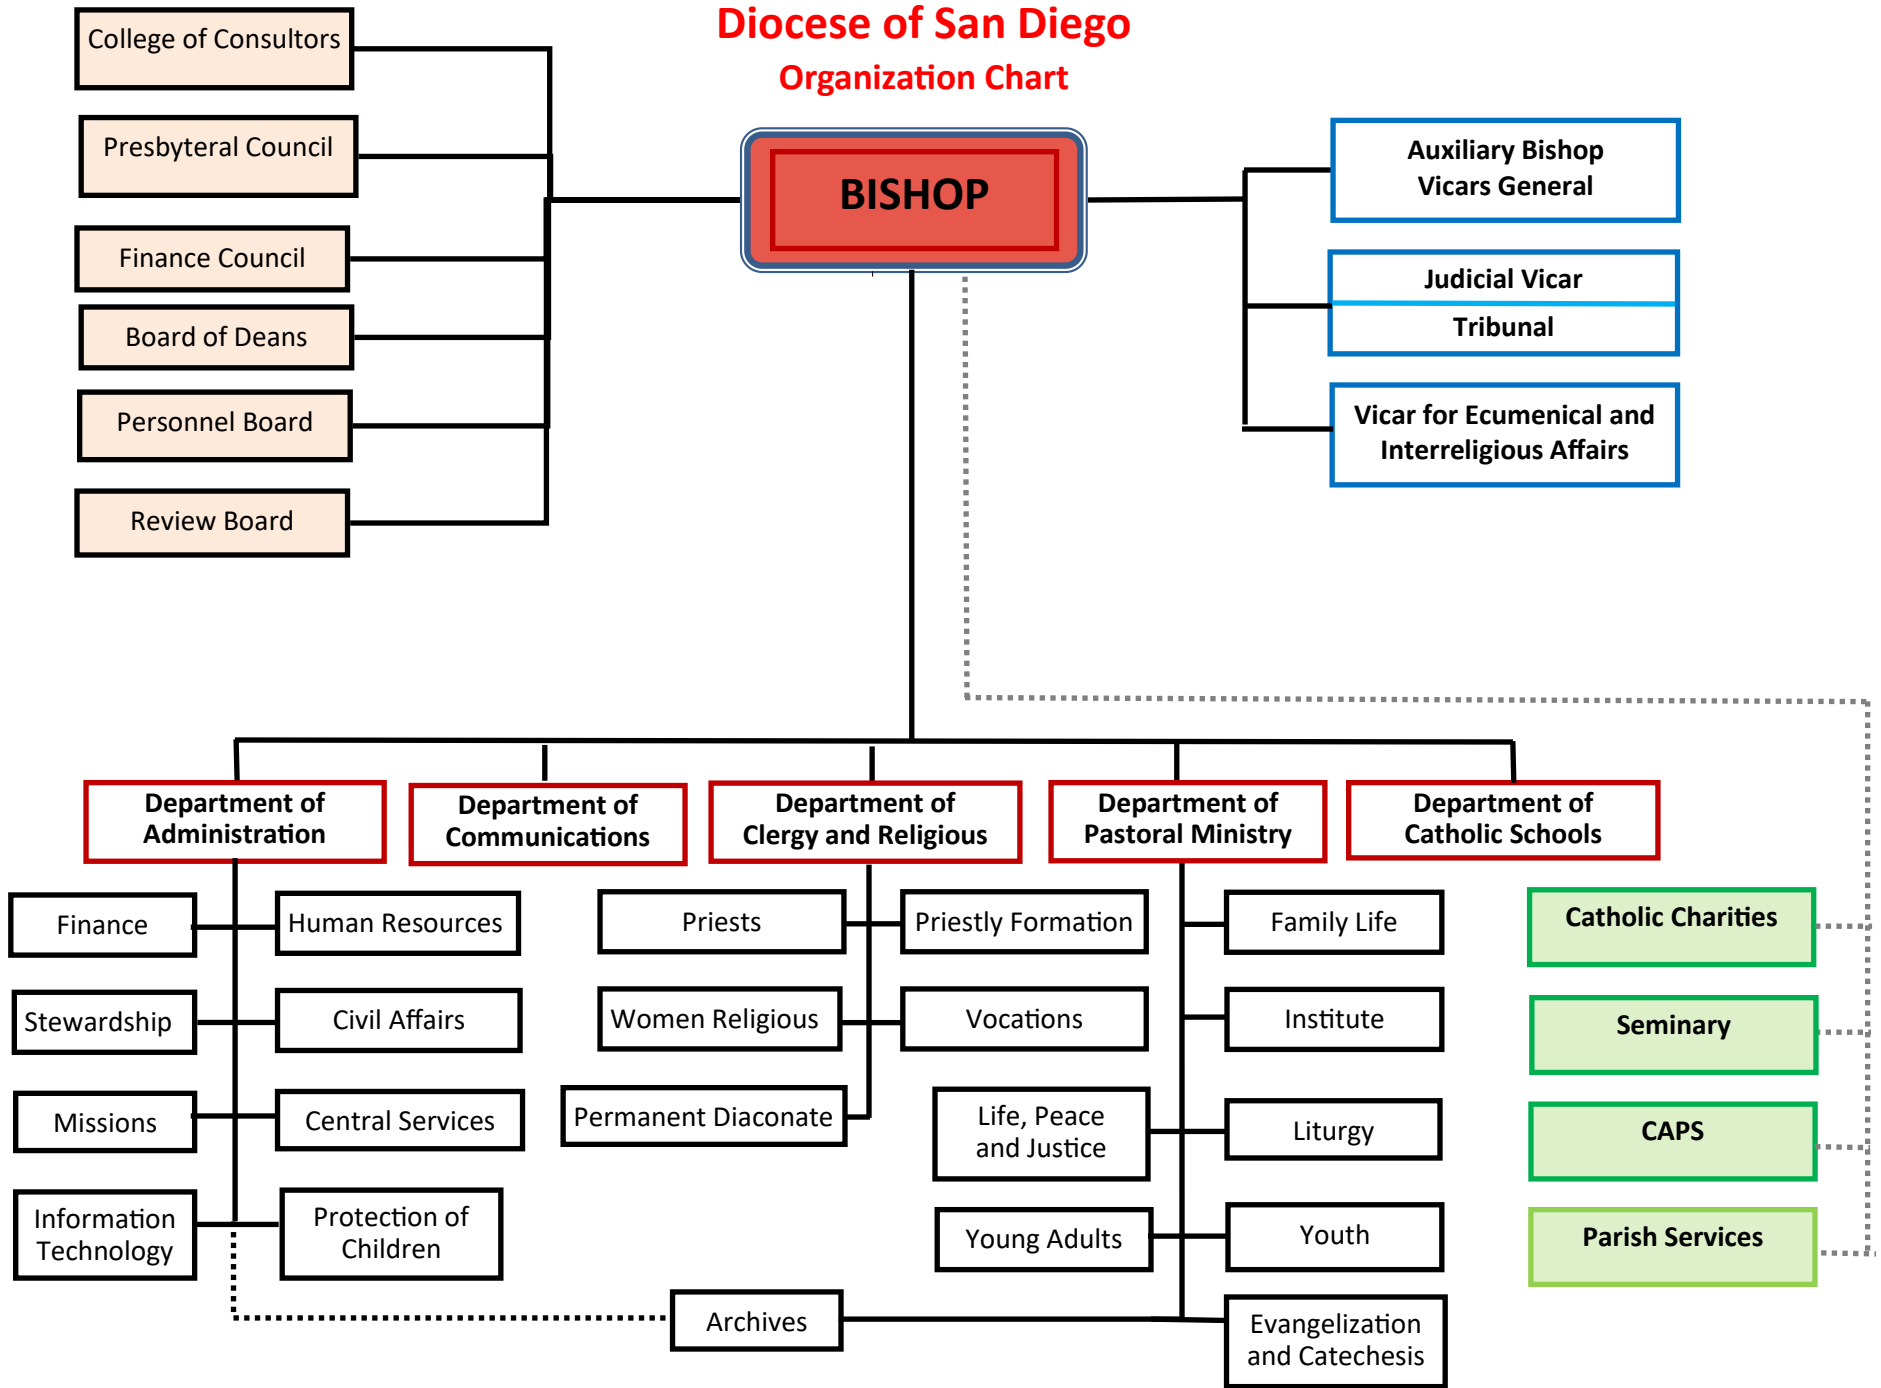 Diocese of San Diego
Organization Chart
College of Consultors
Presbyteral Council
Finance Council
Board of Deans
Personnel Board
Review Board
BISHOP
Auxiliary Bishop
Vicars General
Judicial Vicar
Tribunal
Vicar for Ecumenical and
Interreligious Affairs
Department of
Administration
Department of
Communications
Department of
Clergy and Religious
Department of
Pastoral Ministry
Department of
Catholic Schools
Finance
Human Resources
Stewardship
Civil Affairs
Missions
Central Services
Information
Technology
Protection of
Children
Priests
Priestly Formation
Women Religious
Vocations
Permanent Diaconate
Family Life
Institute
Life, Peace
and Justice
Liturgy
Young Adults
Youth
Archives
Evangelization
and Catechesis
Catholic Charities
Seminary
CAPS
Parish Services